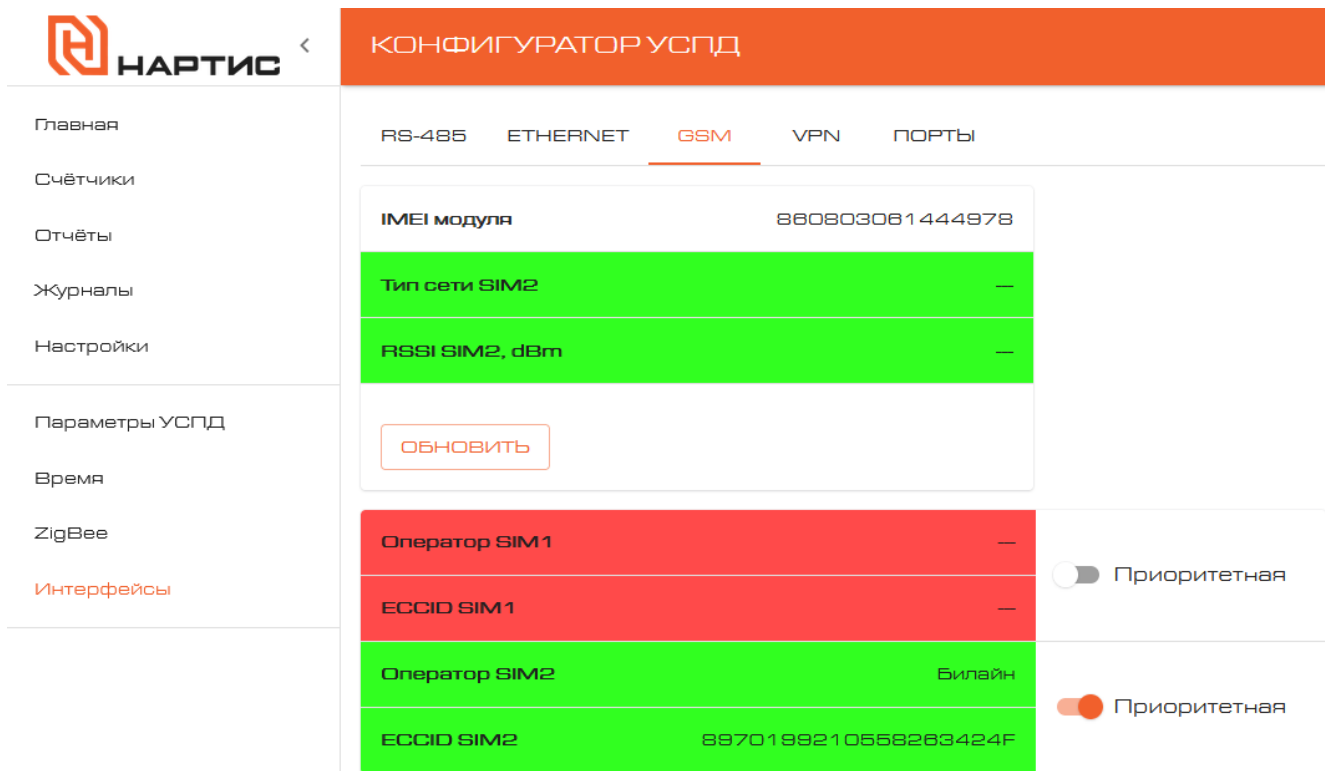 НАРТИС
КОНФИГУРАТОР УСПД
Главная
Счётчики
Отчёты
Журналы
Настройки
Параметры УСПД
Время
ZigBee
Интерфейсы
RS-485 ETHERNET GSM VPN ПОРТЫ
IMEI модуля 860803061444978
Тип сети SIM2 —
RSSI SIM2, dBm —
ОБНОВИТЬ
Оператор SIM1 —
ECCID SIM1 —
Приоритетная
Оператор SIM2 Билайн
ECCID SIM2 8970199210558263424F
Приоритетная